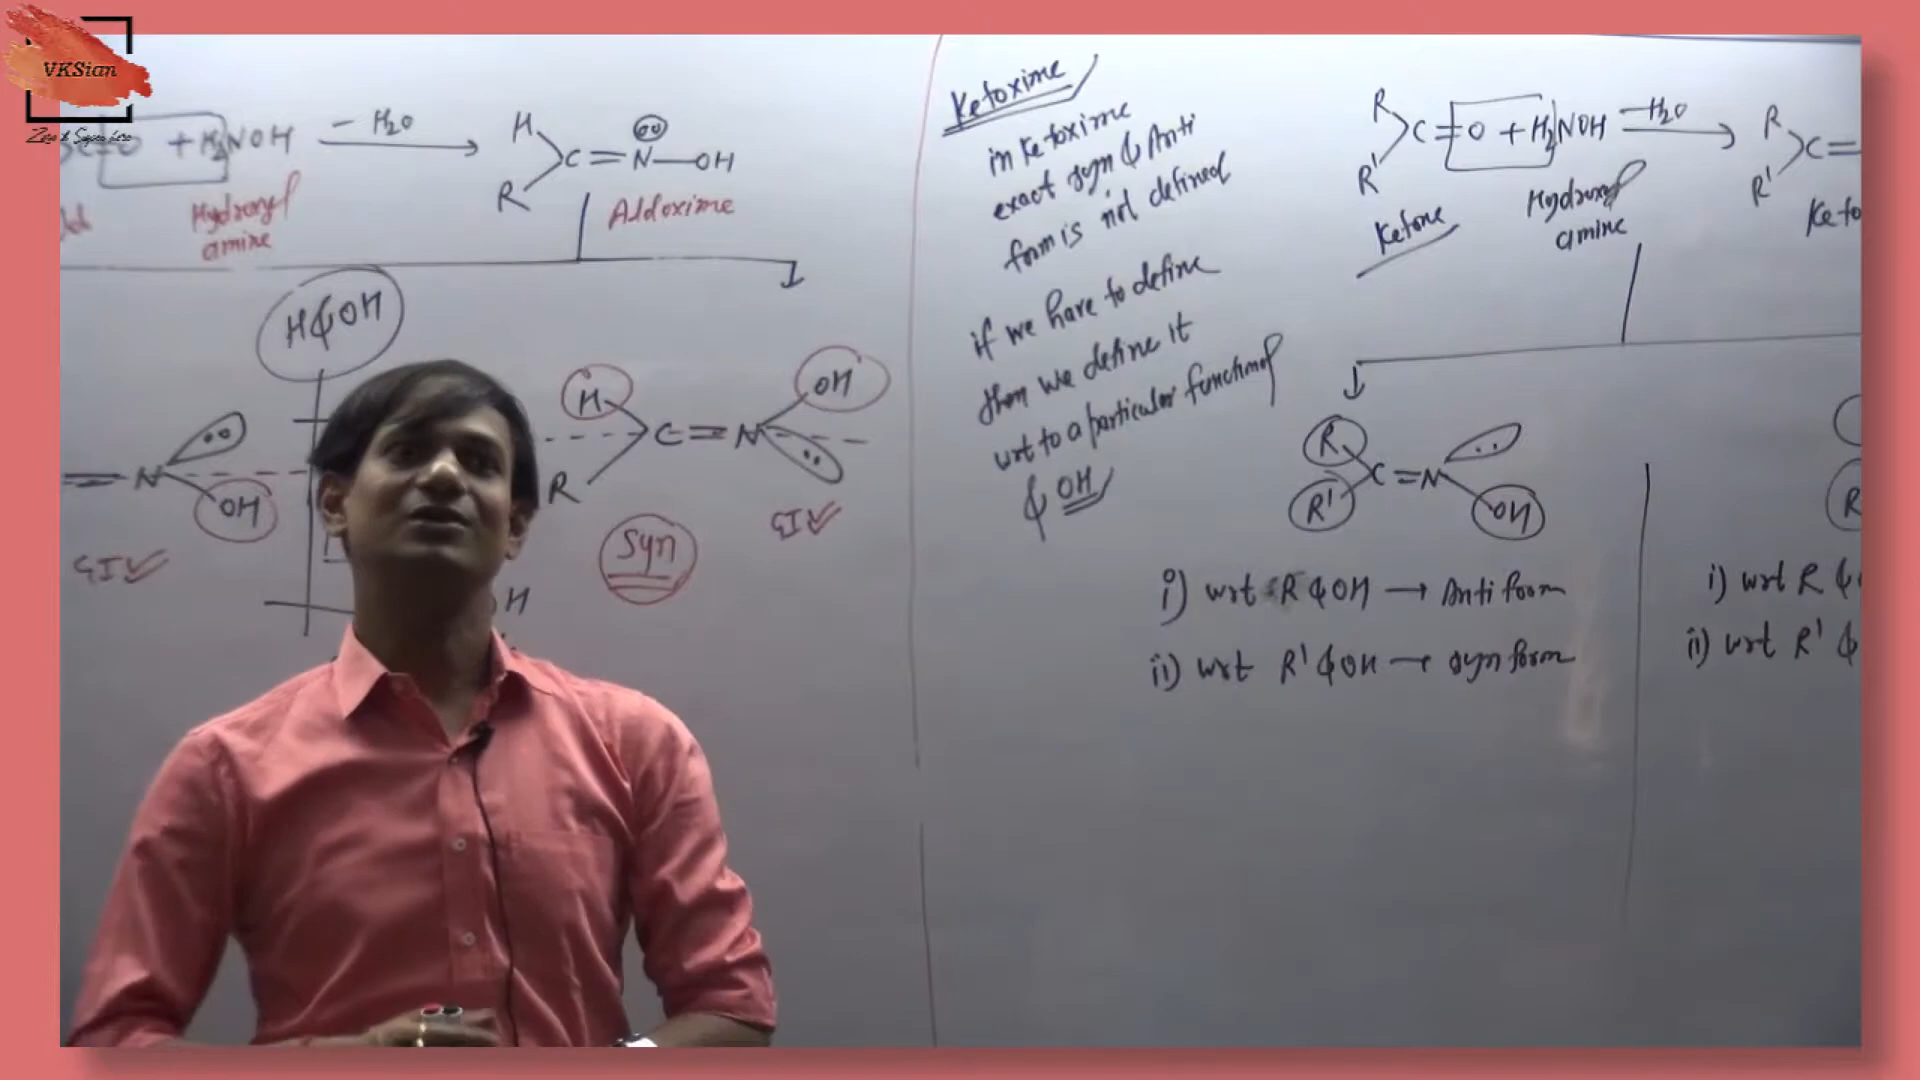 VKSian
=O + H₂NOH
- H₂O
H
R
C=N-OH
Hydroxyl
amine
Aldoxime
H & OH
=N
OH
GI ✓
H
R
C=N
OH
Syn
GI ✓
H
Ketoxime
in Ketoxime
exact syn & Anti
form is not defined
if we have to define
then we define it
wrt to a particular functional
& OH
R
R'
C=O + H₂NOH
-H₂O
R
R'
C=
Ketone
Hydroxyl
amine
Keto
R
R'
C=N
OH
i) wrt R & OH → Anti form
ii) wrt R' & OH → syn form
R
i) wrt R &
ii) wrt R' &